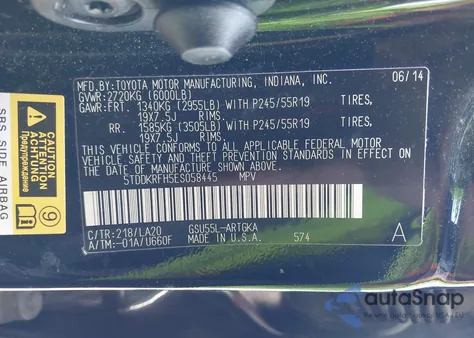 MFD.BY:TOYOTA MOTOR MANUFACTURING, INDIANA, INC. 06/14
GVWR:2720KG (6000LB)
GAWR:FRT. 1340KG (2955LB) WITH P245/55R19 TIRES,
19X7.5J RIMS.
RR. 1585KG (3505LB) WITH P245/55R19 TIRES,
19X7.5J RIMS.
THIS VEHICLE CONFORMS TO ALL APPLICABLE FEDERAL MOTOR
VEHICLE SAFETY, BUMPER, AND THEFT PREVENTION STANDARDS IN EFFECT ON
THE DATE OF MANUFACTURE SHOWN ABOVE.
5TDDKRFH5ES058445 MPV
C/TR:218/LA20 GSU55L-ARTGKA
A/TM:-01A/U660F MADE IN U.S.A. 574 A
SRS SIDE AIRBAG
ATTENTION
ACHTUNG
autoSnap